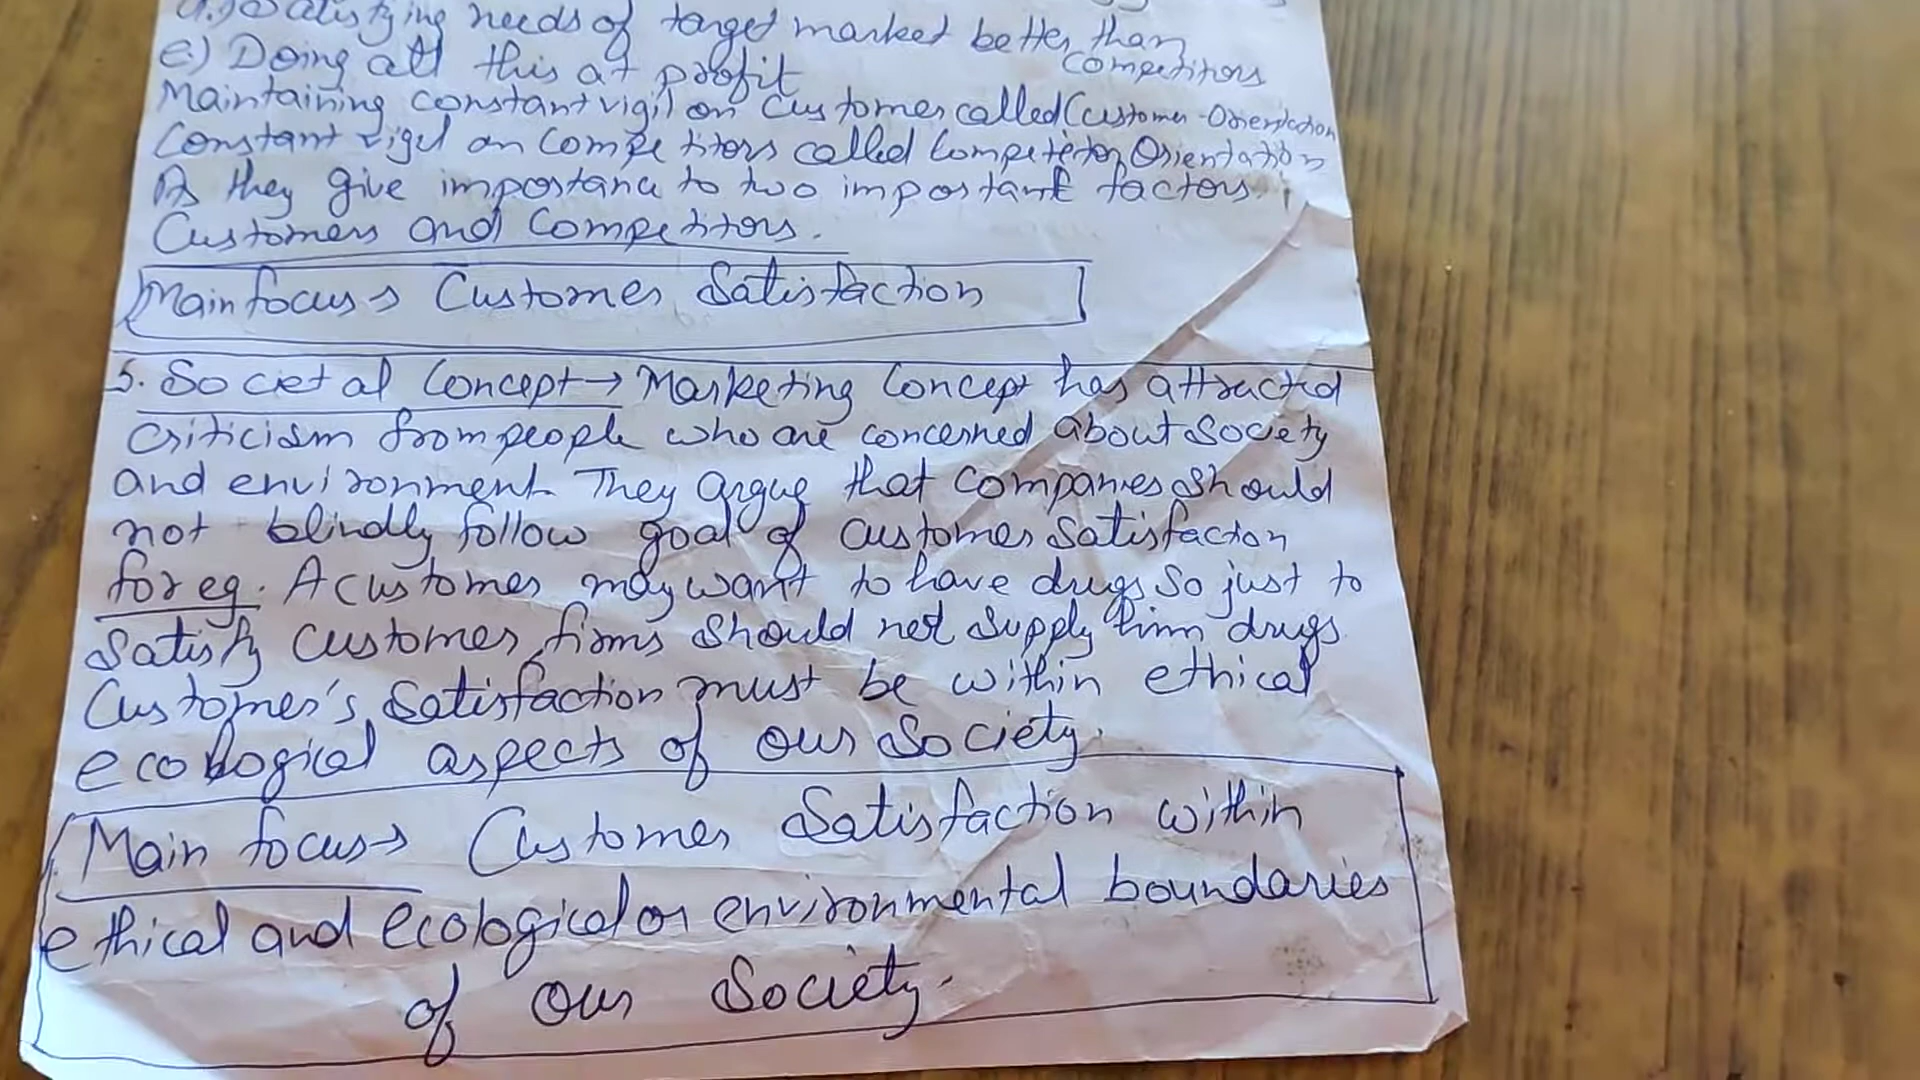 d.) Satisfying needs of target market better than
competitors
e.) Doing all this at profit
Maintaining constant vigil on customer called Customer-Orientation
Constant vigil on Competitors called Competitor Orientation
As they give importance to two important factors.
Customers and Competitors.
Main focus → Customer Satisfaction
5. Societal Concept → Marketing Concept has attracted
criticism from people who are concerned about Society
and environment. They argue that companies should
not blindly follow goal of customer Satisfaction
for eg. A customer may want to have drugs so just to
satisfy customer, firms should not supply him drugs.
Customer's Satisfaction must be within ethical
ecological aspects of our Society.
Main focus → Customer Satisfaction within
ethical and ecological or environmental boundaries
of our Society.